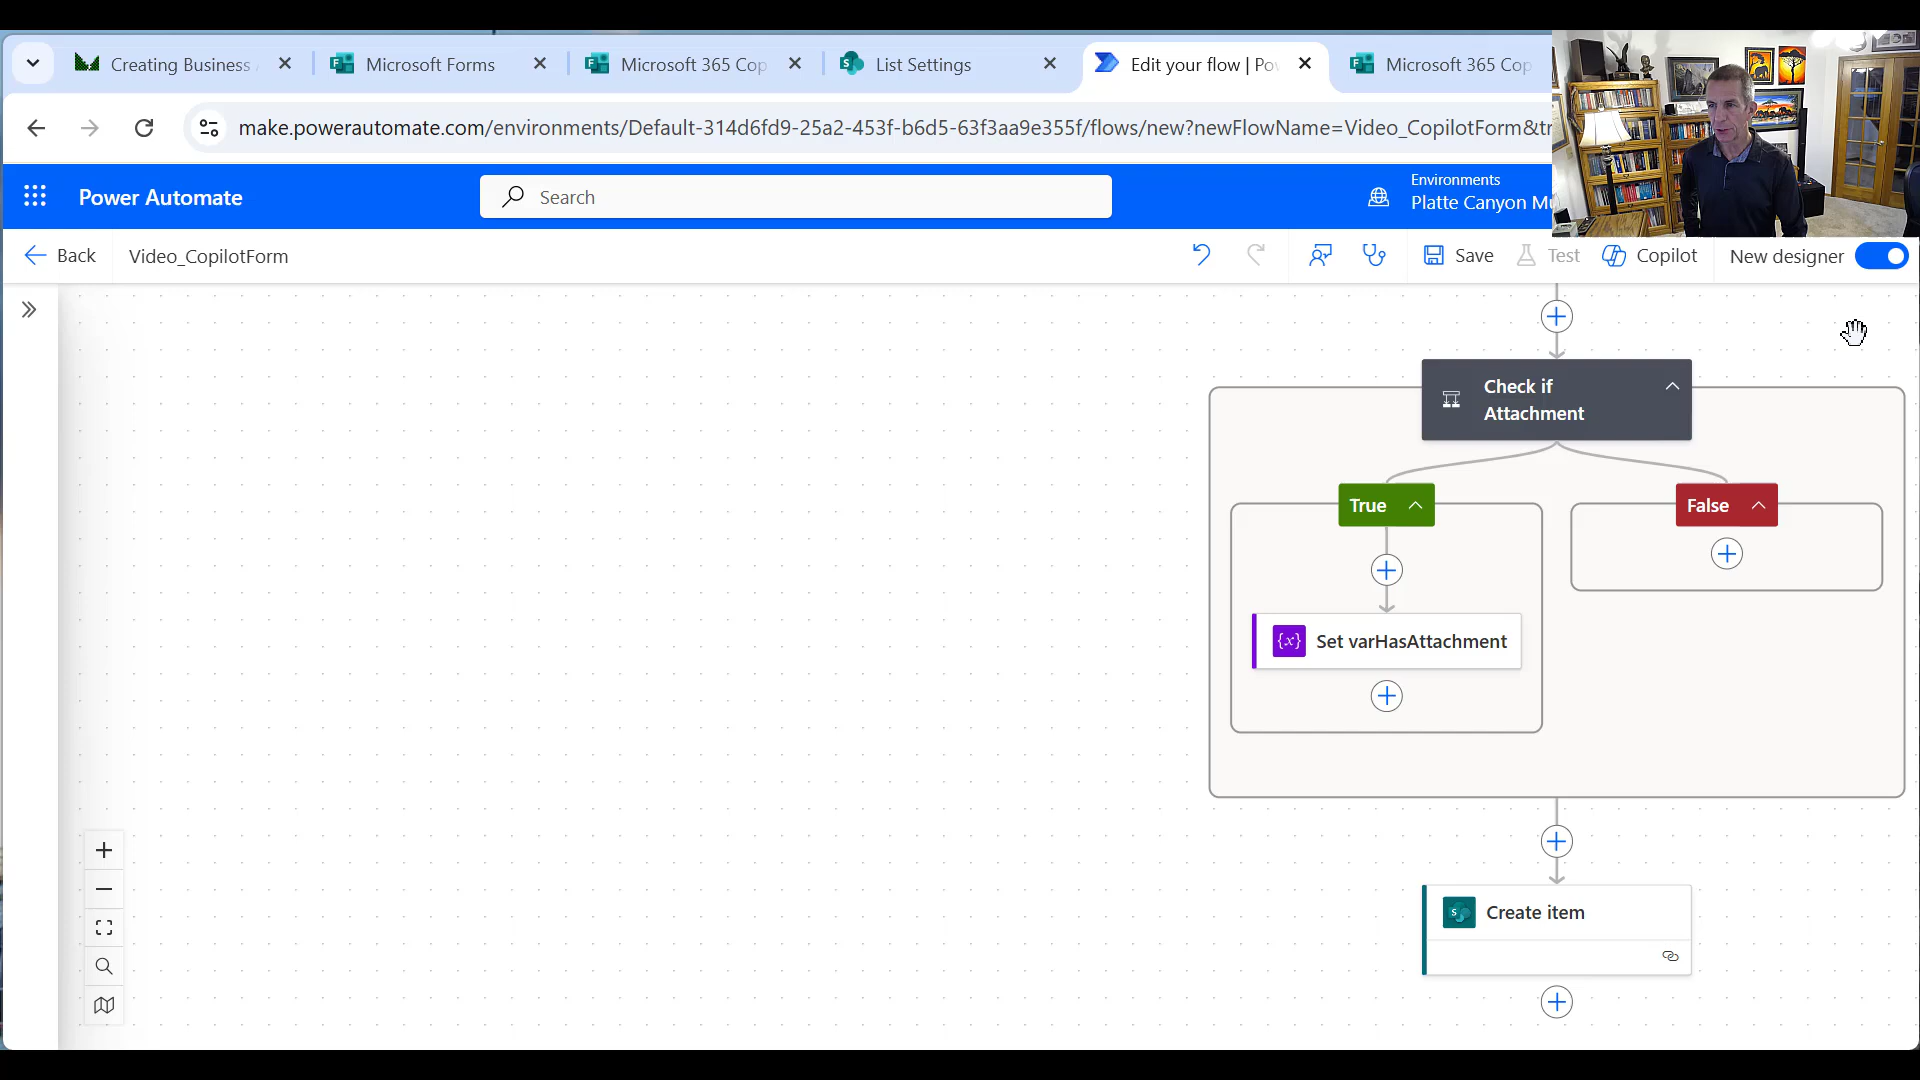 Creating Business
Microsoft Forms
Microsoft 365 Cop
List Settings
Edit your flow | Po
Microsoft 365 Cop
make.powerautomate.com/environments/Default-314d6fd9-25a2-453f-b6d5-63f3aa9e355f/flows/new?newFlowName=Video_CopilotForm&tr
Power Automate
Search
Environments
Platte Canyon Mu
Back
Video_CopilotForm
Save
Test
Copilot
New designer
Check if
Attachment
True
False
{x}
Set varHasAttachment
S
Create item